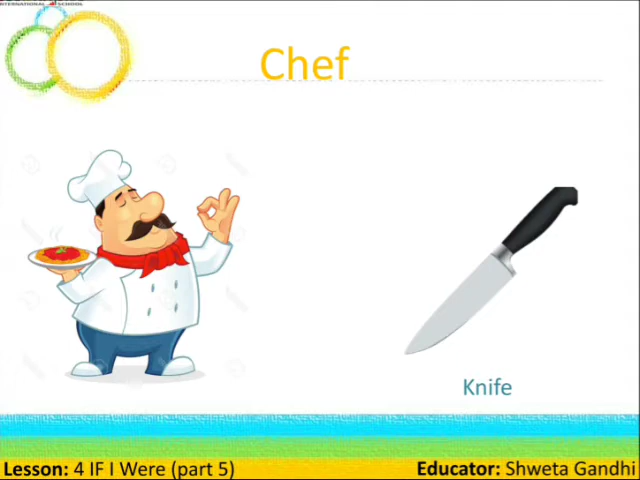 INTERNATIONAL SCHOOL
Chef
Knife
Lesson: 4 IF I Were (part 5)
Educator: Shweta Gandhi